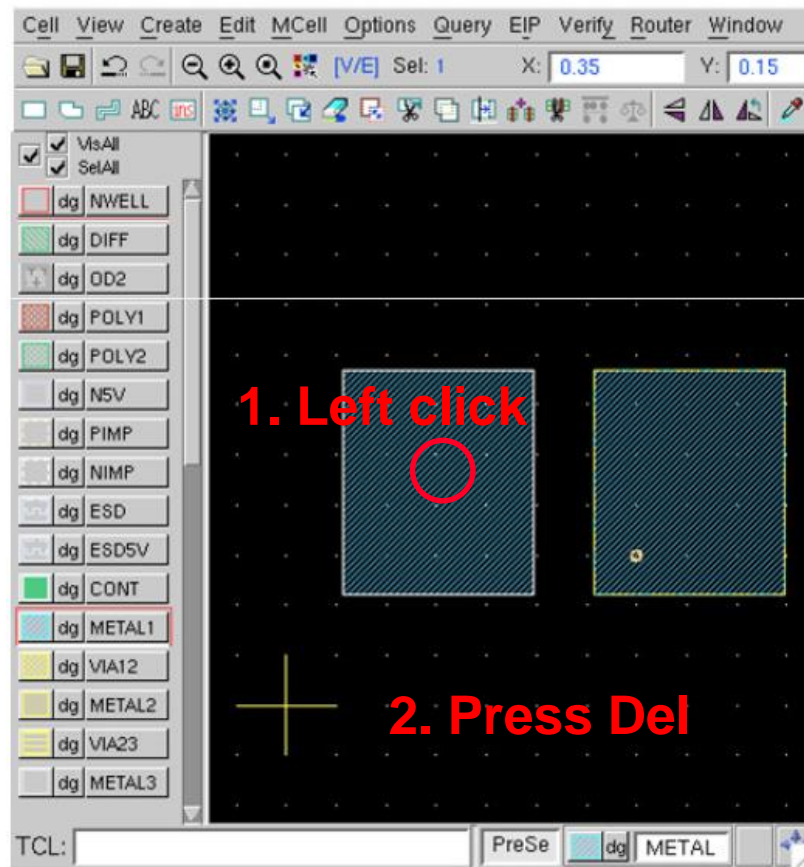 Cell View Create Edit MCell Options Query EIP Verify Router Window
[V/E] Sel: 1 X: 0.35 Y: 0.15
ABC ins
VisAll
SelAll
dg NWELL
dg DIFF
dg OD2
dg POLY1
dg POLY2
dg N5V
dg PIMP
dg NIMP
dg ESD
dg ESD5V
dg CONT
dg METAL1
dg VIA12
dg METAL2
dg VIA23
dg METAL3
1. Left click
2. Press Del
TCL: PreSe dg METAL